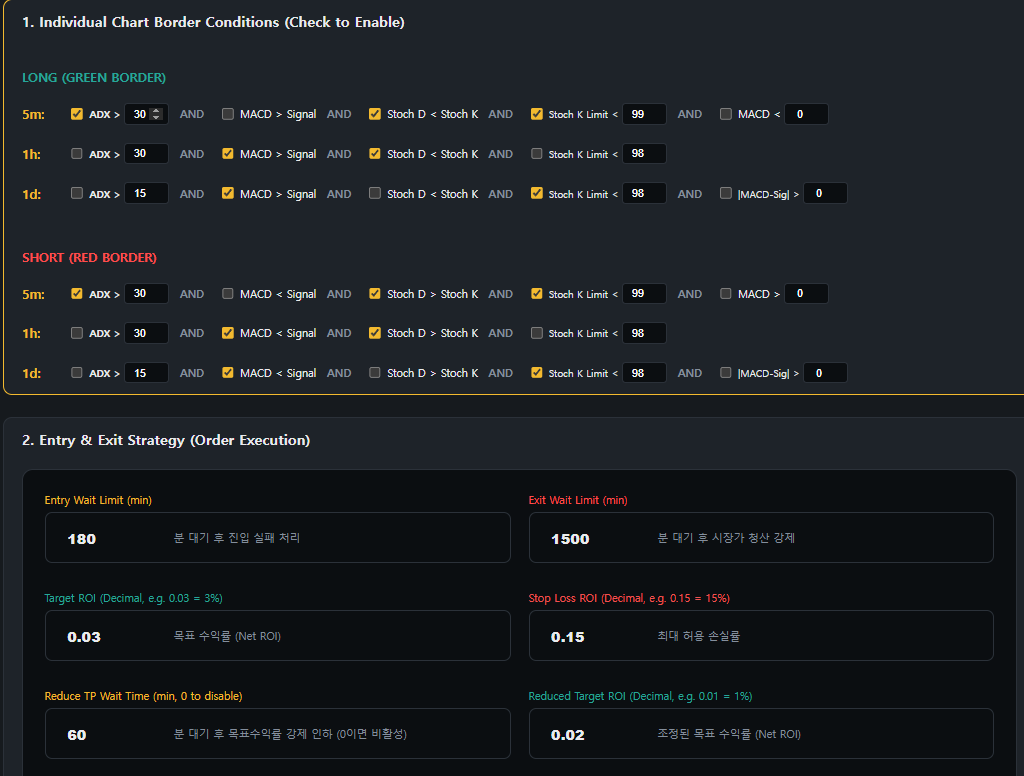 1. Individual Chart Border Conditions (Check to Enable)
LONG (GREEN BORDER)
5m: ADX > 30 AND MACD > Signal AND Stoch D < Stoch K AND Stoch K Limit < 99 AND MACD < 0
1h: ADX > 30 AND MACD > Signal AND Stoch D < Stoch K AND Stoch K Limit < 98
1d: ADX > 15 AND MACD > Signal AND Stoch D < Stoch K AND Stoch K Limit < 98 AND |MACD-Sig| > 0
SHORT (RED BORDER)
5m: ADX > 30 AND MACD < Signal AND Stoch D > Stoch K AND Stoch K Limit < 99 AND MACD > 0
1h: ADX > 30 AND MACD < Signal AND Stoch D > Stoch K AND Stoch K Limit < 98
1d: ADX > 15 AND MACD < Signal AND Stoch D > Stoch K AND Stoch K Limit < 98 AND |MACD-Sig| > 0
2. Entry & Exit Strategy (Order Execution)
Entry Wait Limit (min) Exit Wait Limit (min)
180 분 대기 후 진입 실패 처리 1500 분 대기 후 시장가 청산 강제
Target ROI (Decimal, e.g. 0.03 = 3%) Stop Loss ROI (Decimal, e.g. 0.15 = 15%)
0.03 목표 수익률 (Net ROI) 0.15 최대 허용 손실률
Reduce TP Wait Time (min, 0 to disable) Reduced Target ROI (Decimal, e.g. 0.01 = 1%)
60 분 대기 후 목표수익률 강제 인하 (0이면 비활성) 0.02 조정된 목표 수익률 (Net ROI)